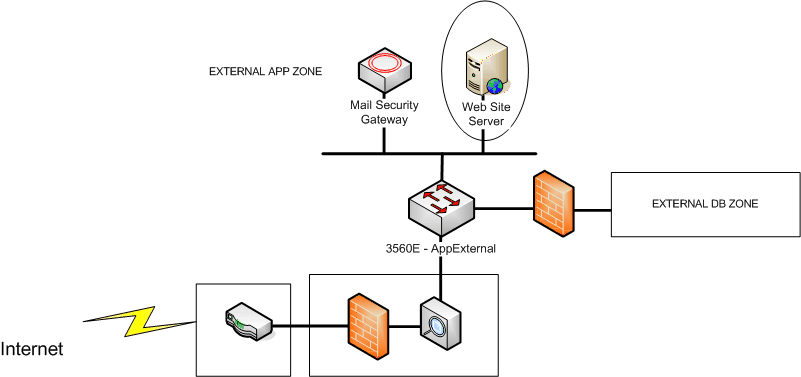 EXTERNAL APP ZONE
Mail Security
Gateway
Web Site
Server
EXTERNAL DB ZONE
3560E - AppExternal
Internet